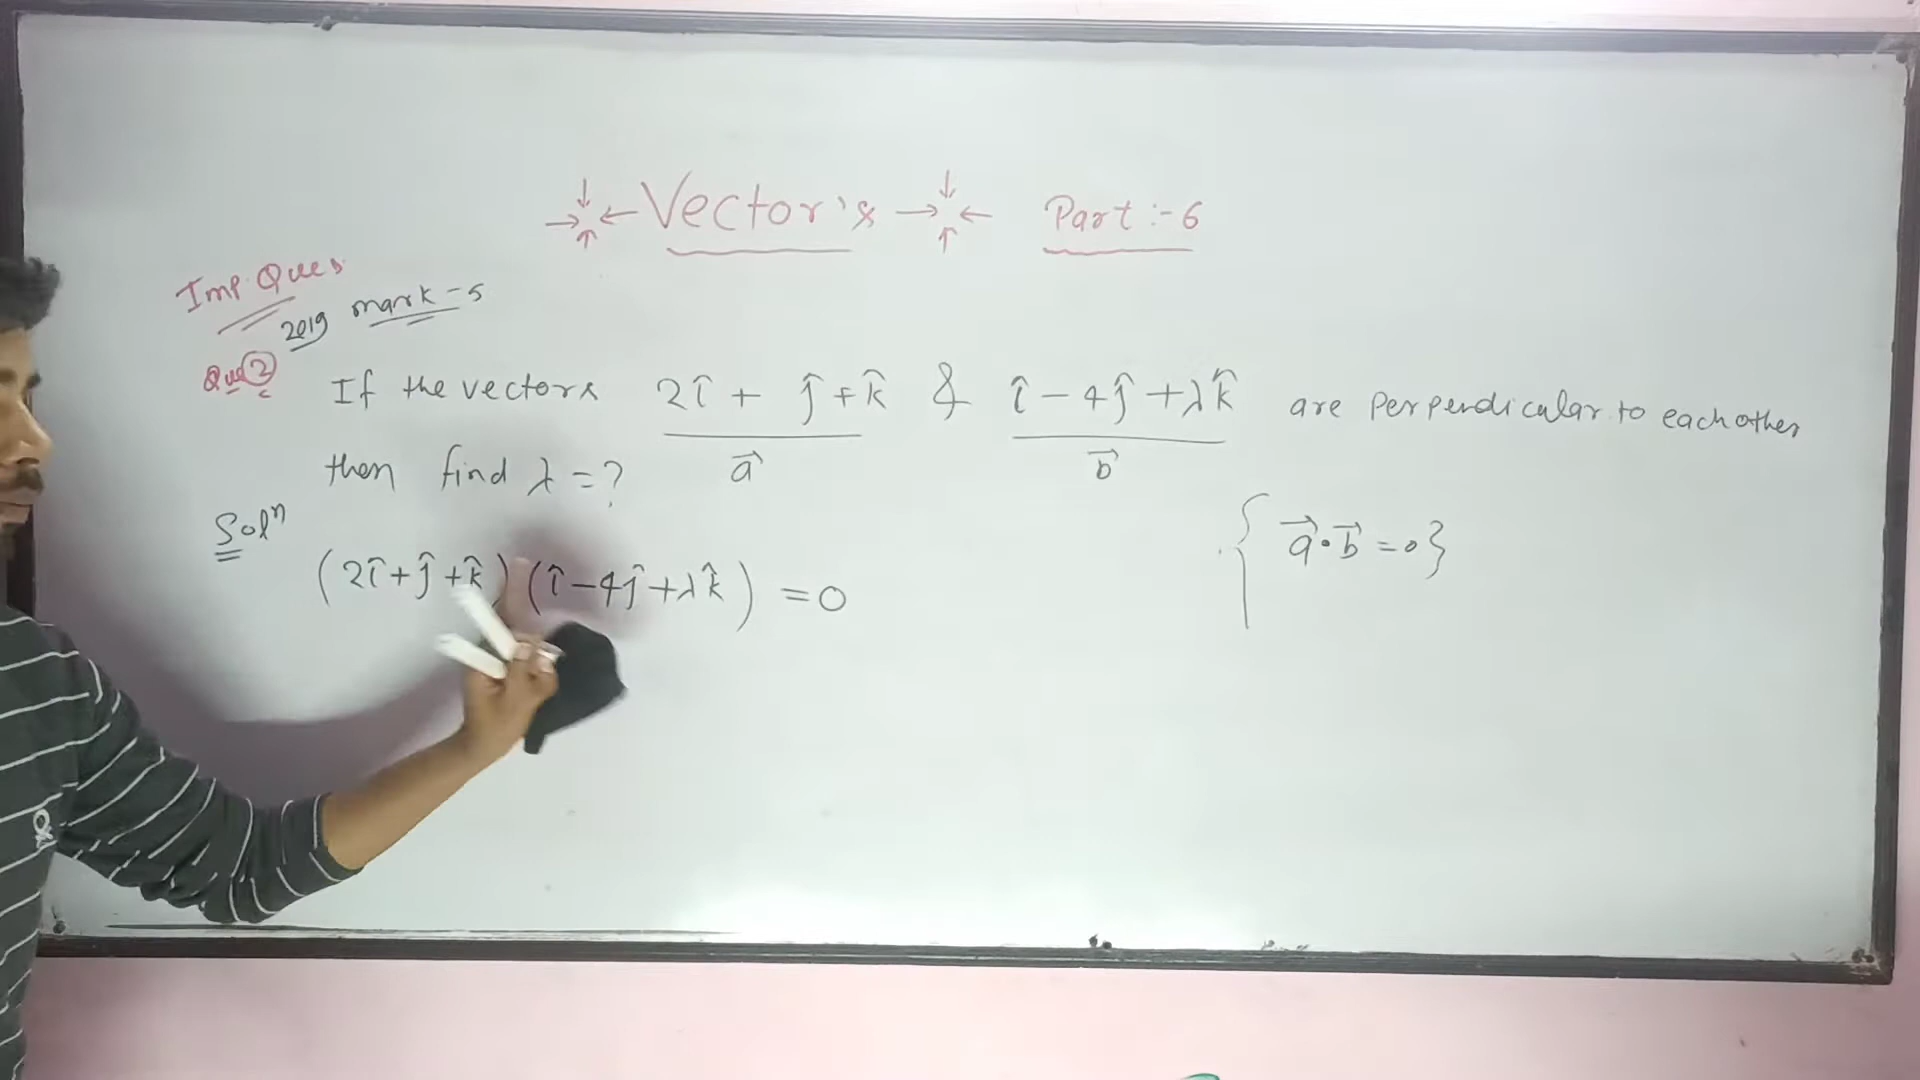 →← Vector's →← Part :- 6
Imp. Ques
2019 mark - 5
Que ②
If the vectors 2î + ĵ + k̂ & î - 4ĵ + λk̂ are perpendicular to each other
then find λ = ? a⃗ b⃗
Solⁿ
{ a⃗ · b⃗ = 0 }
(2î + ĵ + k̂) (î - 4ĵ + λk̂) = 0